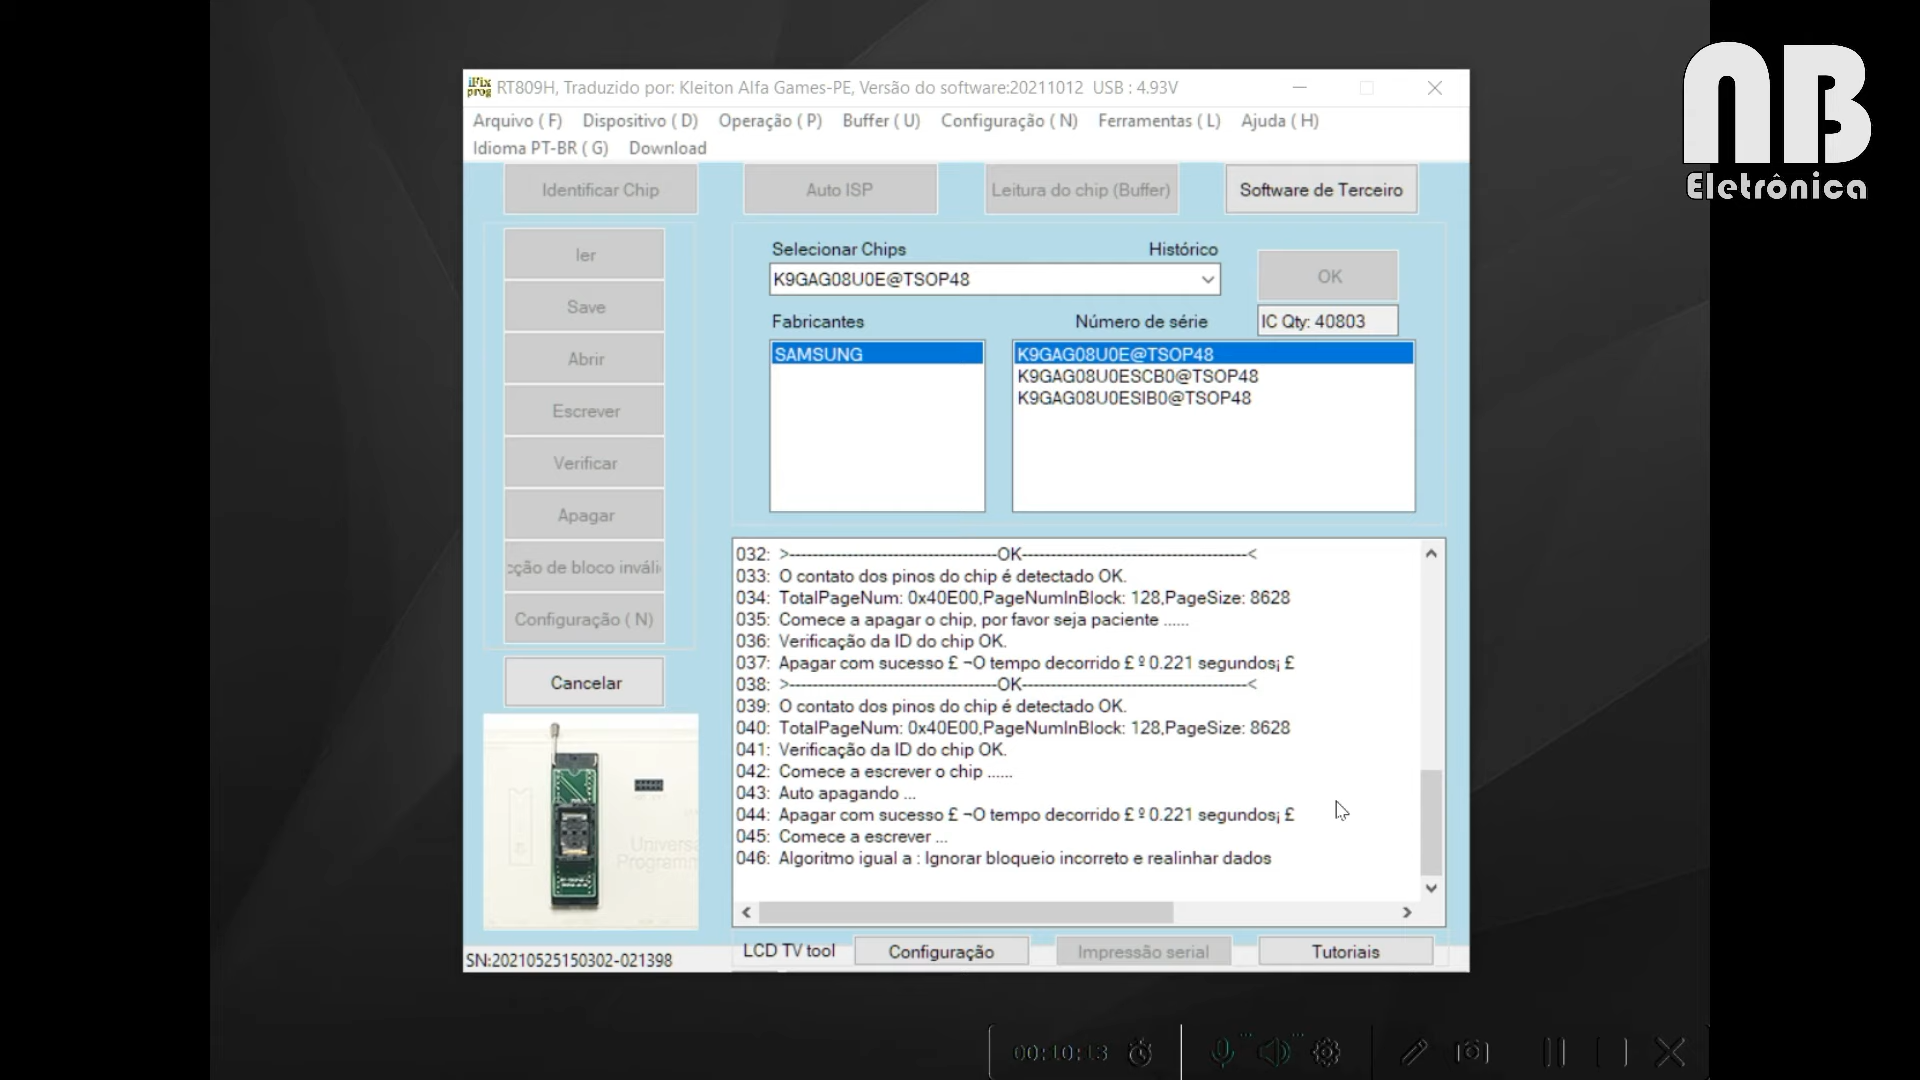 NB
Eletrônica
iFix prog
RT809H, Traduzido por: Kleiton Alfa Games-PE, Versão do software:20211012 USB : 4.93V
Arquivo ( F) Dispositivo ( D) Operação ( P) Buffer ( U) Configuração ( N) Ferramentas ( L) Ajuda ( H)
Idioma PT-BR ( G) Download
Identificar Chip Auto ISP Leitura do chip (Buffer) Software de Terceiro
ler
Save
Abrir
Escrever
Verificar
Apagar
cção de bloco inváli
Configuração ( N)
Cancelar
Selecionar Chips Histórico
K9GAG08U0E@TSOP48
OK
Fabricantes Número de série IC Qty: 40803
SAMSUNG
K9GAG08U0E@TSOP48
K9GAG08U0ESCB0@TSOP48
K9GAG08U0ESIB0@TSOP48
032: >-------------------------------------OK----------------------------------------<
033: O contato dos pinos do chip é detectado OK.
034: TotalPageNum: 0x40E00,PageNumInBlock: 128,PageSize: 8628
035: Comece a apagar o chip, por favor seja paciente ......
036: Verificação da ID do chip OK.
037: Apagar com sucesso £ ¬O tempo decorrido £ º 0.221 segundos¡ £
038: >-------------------------------------OK----------------------------------------<
039: O contato dos pinos do chip é detectado OK.
040: TotalPageNum: 0x40E00,PageNumInBlock: 128,PageSize: 8628
041: Verificação da ID do chip OK.
042: Comece a escrever o chip ......
043: Auto apagando ...
044: Apagar com sucesso £ ¬O tempo decorrido £ º 0.221 segundos¡ £
045: Comece a escrever ...
046: Algoritmo igual a : Ignorar bloqueio incorreto e realinhar dados
Universa
Programm
SN:20210525150302-021398
LCD TV tool Configuração Impressão serial Tutoriais
00:10:13